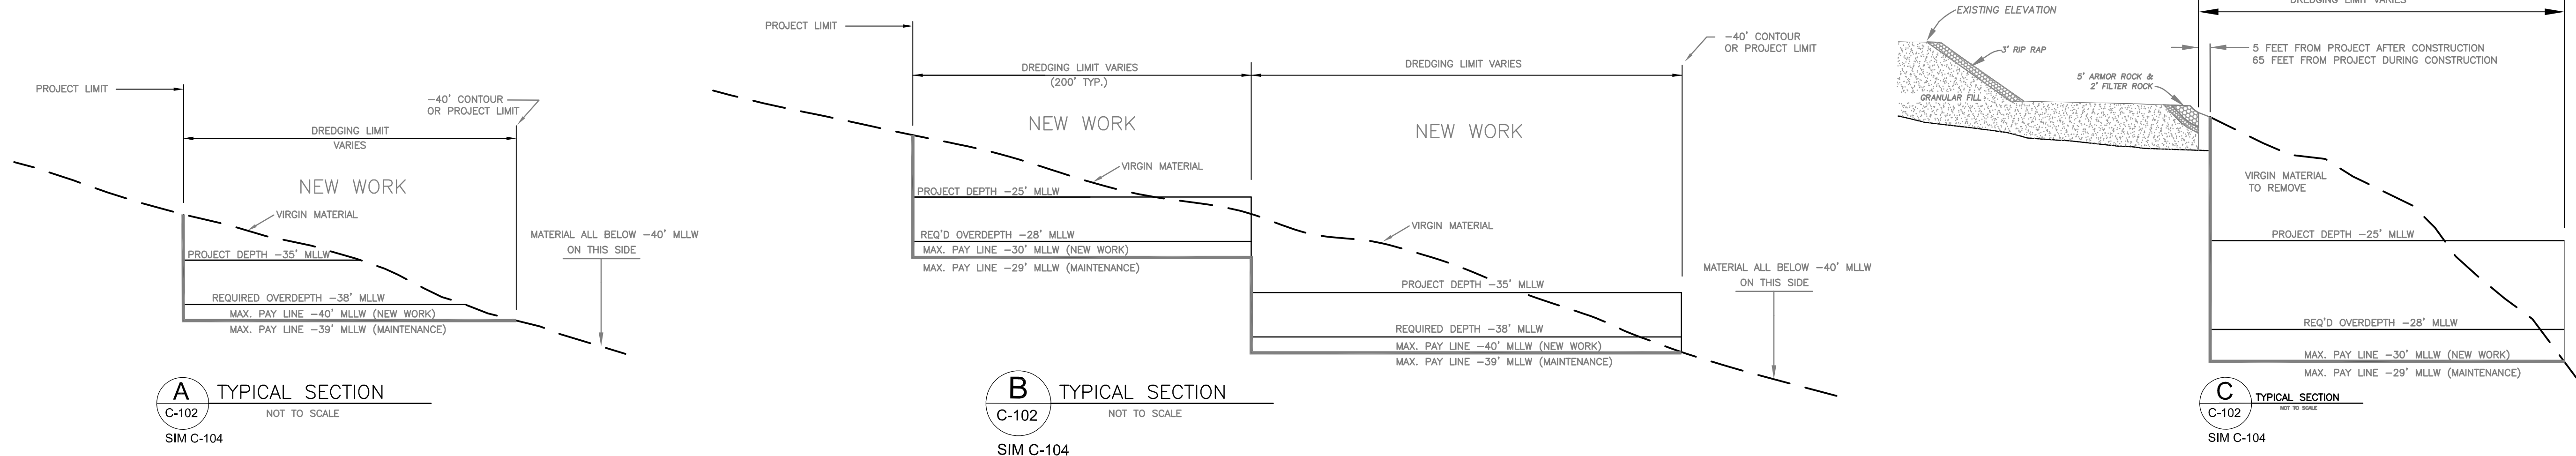 PROJECT LIMIT
-40' CONTOUR
OR PROJECT LIMIT
DREDGING LIMIT
VARIES
NEW WORK
VIRGIN MATERIAL
PROJECT DEPTH -35' MLLW
MATERIAL ALL BELOW -40' MLLW
ON THIS SIDE
REQUIRED OVERDEPTH -38' MLLW
MAX. PAY LINE -40' MLLW (NEW WORK)
MAX. PAY LINE -39' MLLW (MAINTENANCE)
A
C-102
TYPICAL SECTION
NOT TO SCALE
SIM C-104
PROJECT LIMIT
-40' CONTOUR
OR PROJECT LIMIT
DREDGING LIMIT VARIES
(200' TYP.)
DREDGING LIMIT VARIES
NEW WORK
NEW WORK
VIRGIN MATERIAL
PROJECT DEPTH -25' MLLW
VIRGIN MATERIAL
REQ'D OVERDEPTH -28' MLLW
MAX. PAY LINE -30' MLLW (NEW WORK)
MAX. PAY LINE -29' MLLW (MAINTENANCE)
MATERIAL ALL BELOW -40' MLLW
ON THIS SIDE
PROJECT DEPTH -35' MLLW
REQUIRED DEPTH -38' MLLW
MAX. PAY LINE -40' MLLW (NEW WORK)
MAX. PAY LINE -39' MLLW (MAINTENANCE)
B
C-102
TYPICAL SECTION
NOT TO SCALE
SIM C-104
DREDGING LIMIT VARIES
EXISTING ELEVATION
3' RIP RAP
5 FEET FROM PROJECT AFTER CONSTRUCTION
65 FEET FROM PROJECT DURING CONSTRUCTION
5' ARMOR ROCK &
2' FILTER ROCK
GRANULAR FILL
VIRGIN MATERIAL
TO REMOVE
PROJECT DEPTH -25' MLLW
REQ'D OVERDEPTH -28' MLLW
MAX. PAY LINE -30' MLLW (NEW WORK)
MAX. PAY LINE -29' MLLW (MAINTENANCE)
C
C-102
TYPICAL SECTION
NOT TO SCALE
SIM C-104